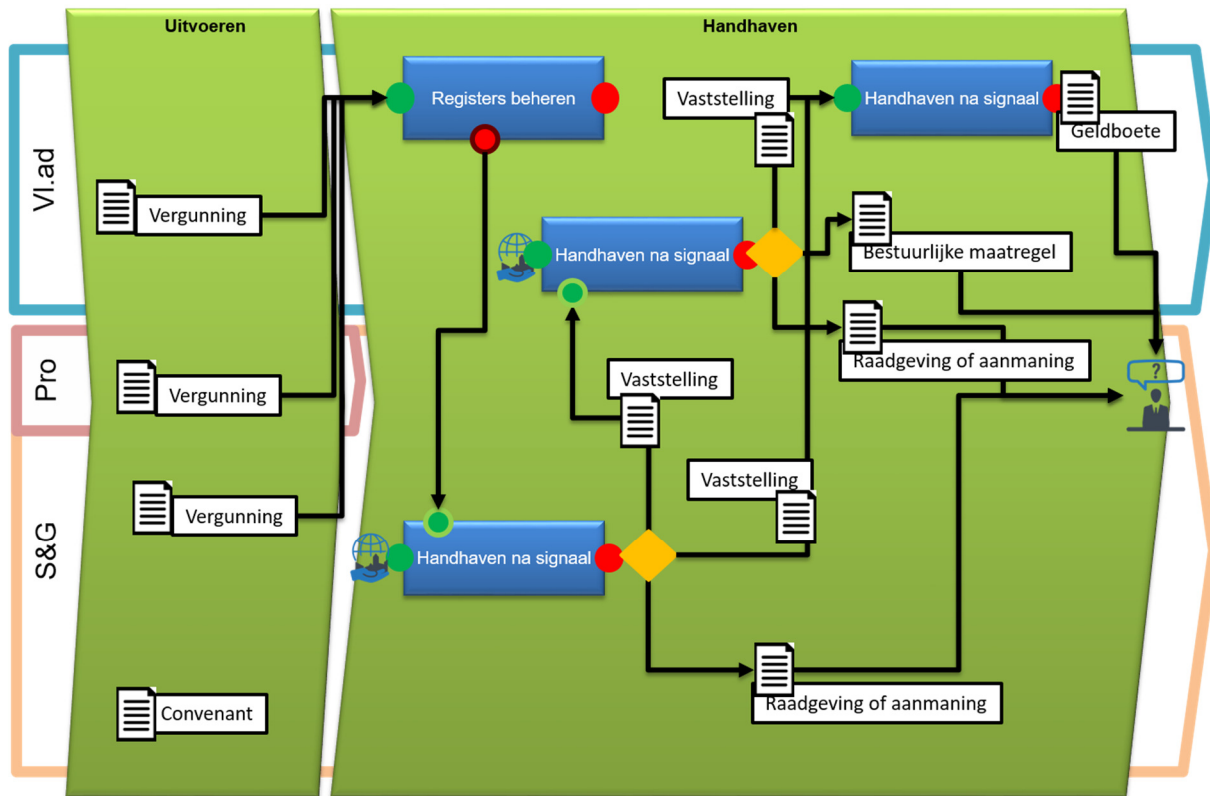 Uitvoeren
Handhaven
Vl.ad
Registers beheren
Vaststelling
Handhaven na signaal
Geldboete
Vergunning
Handhaven na signaal
Bestuurlijke maatregel
Pro
Raadgeving of aanmaning
?
Vergunning
Vaststelling
S&G
Vaststelling
Vergunning
Handhaven na signaal
Raadgeving of aanmaning
Convenant